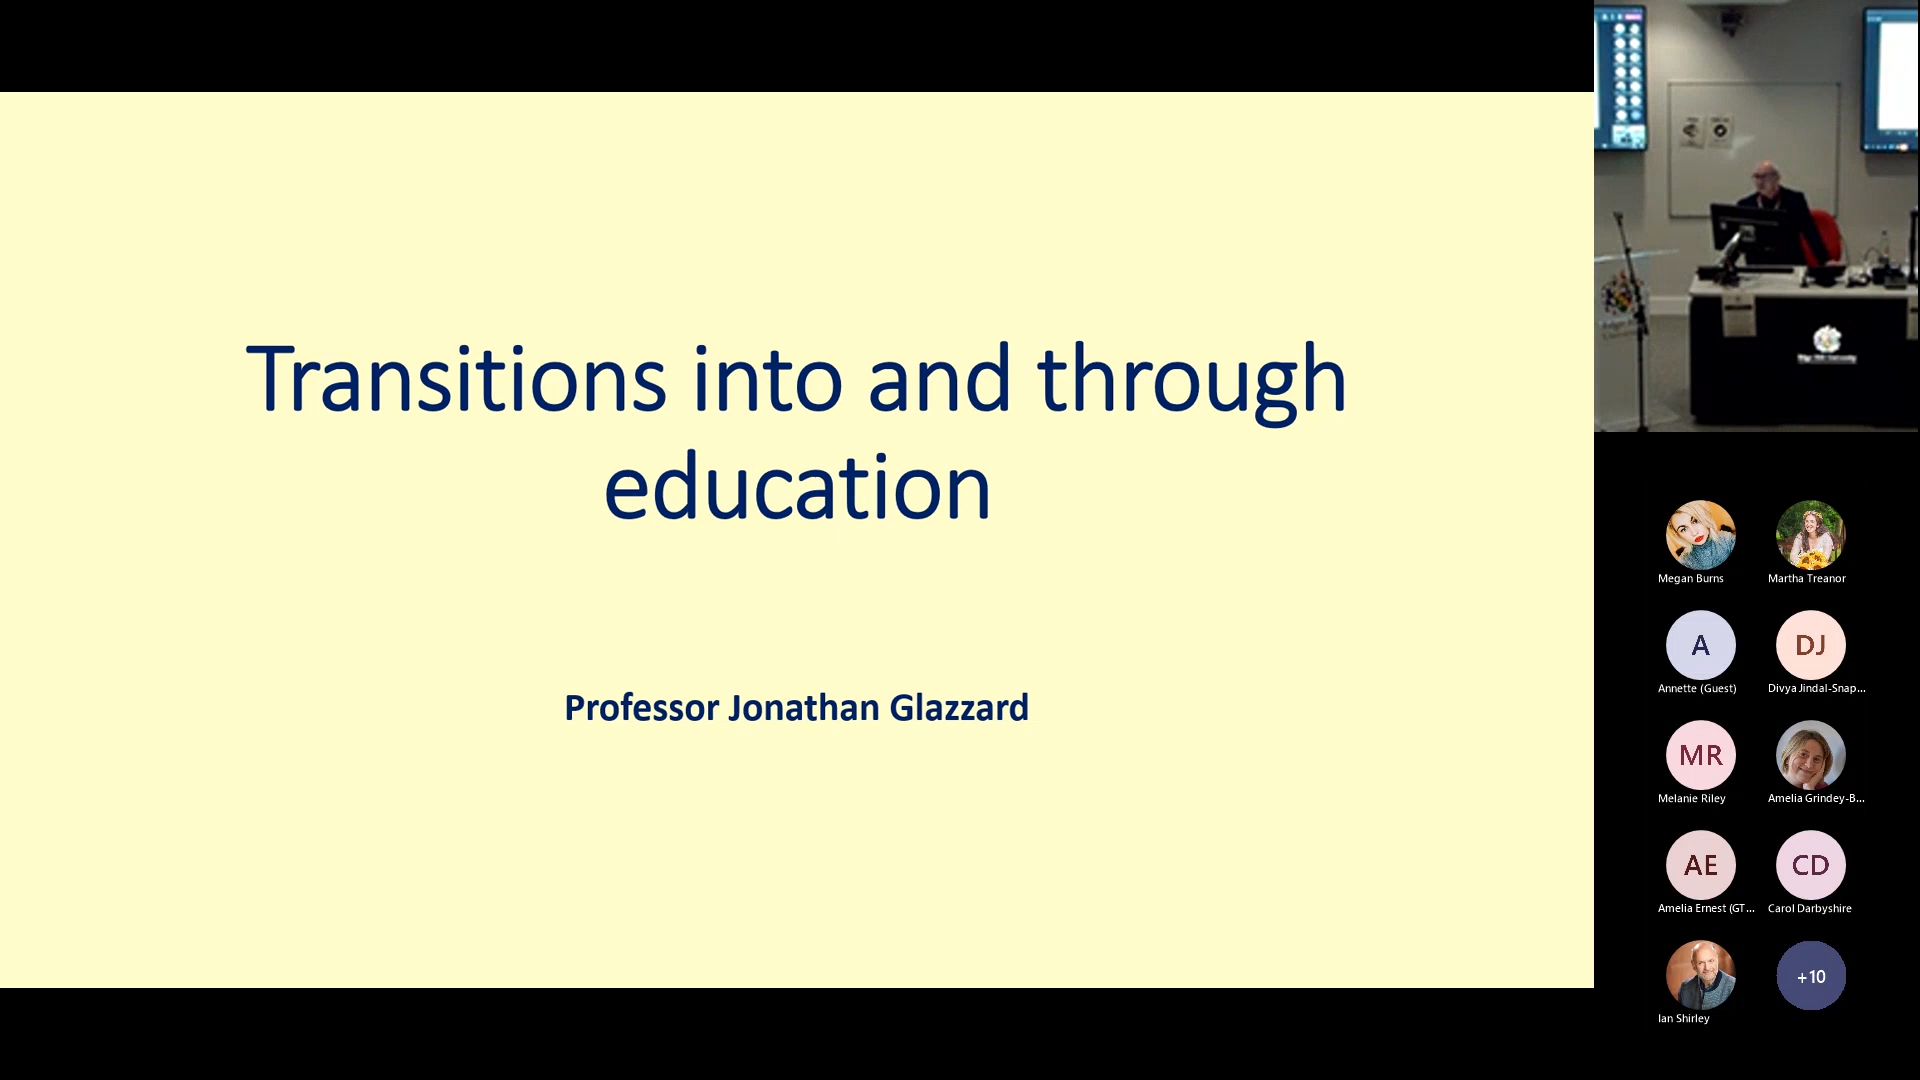 Transitions into and through
education
Professor Jonathan Glazzard
Megan Burns
Martha Treanor
A
DJ
Annette (Guest)
Divya Jindal-Snap...
MR
Melanie Riley
Amelia Grindey-B...
AE
CD
Amelia Ernest (GT...
Carol Darbyshire
+10
Ian Shirley